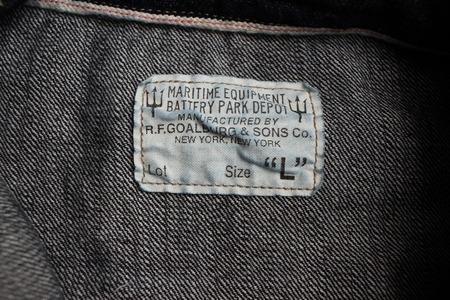 MARITIME EQUIPMENT
BATTERY PARK DEPOT
MANUFACTURED BY
R.F.GOALBURG & SONS Co.
NEW YORK, NEW YORK
Lot Size “L”